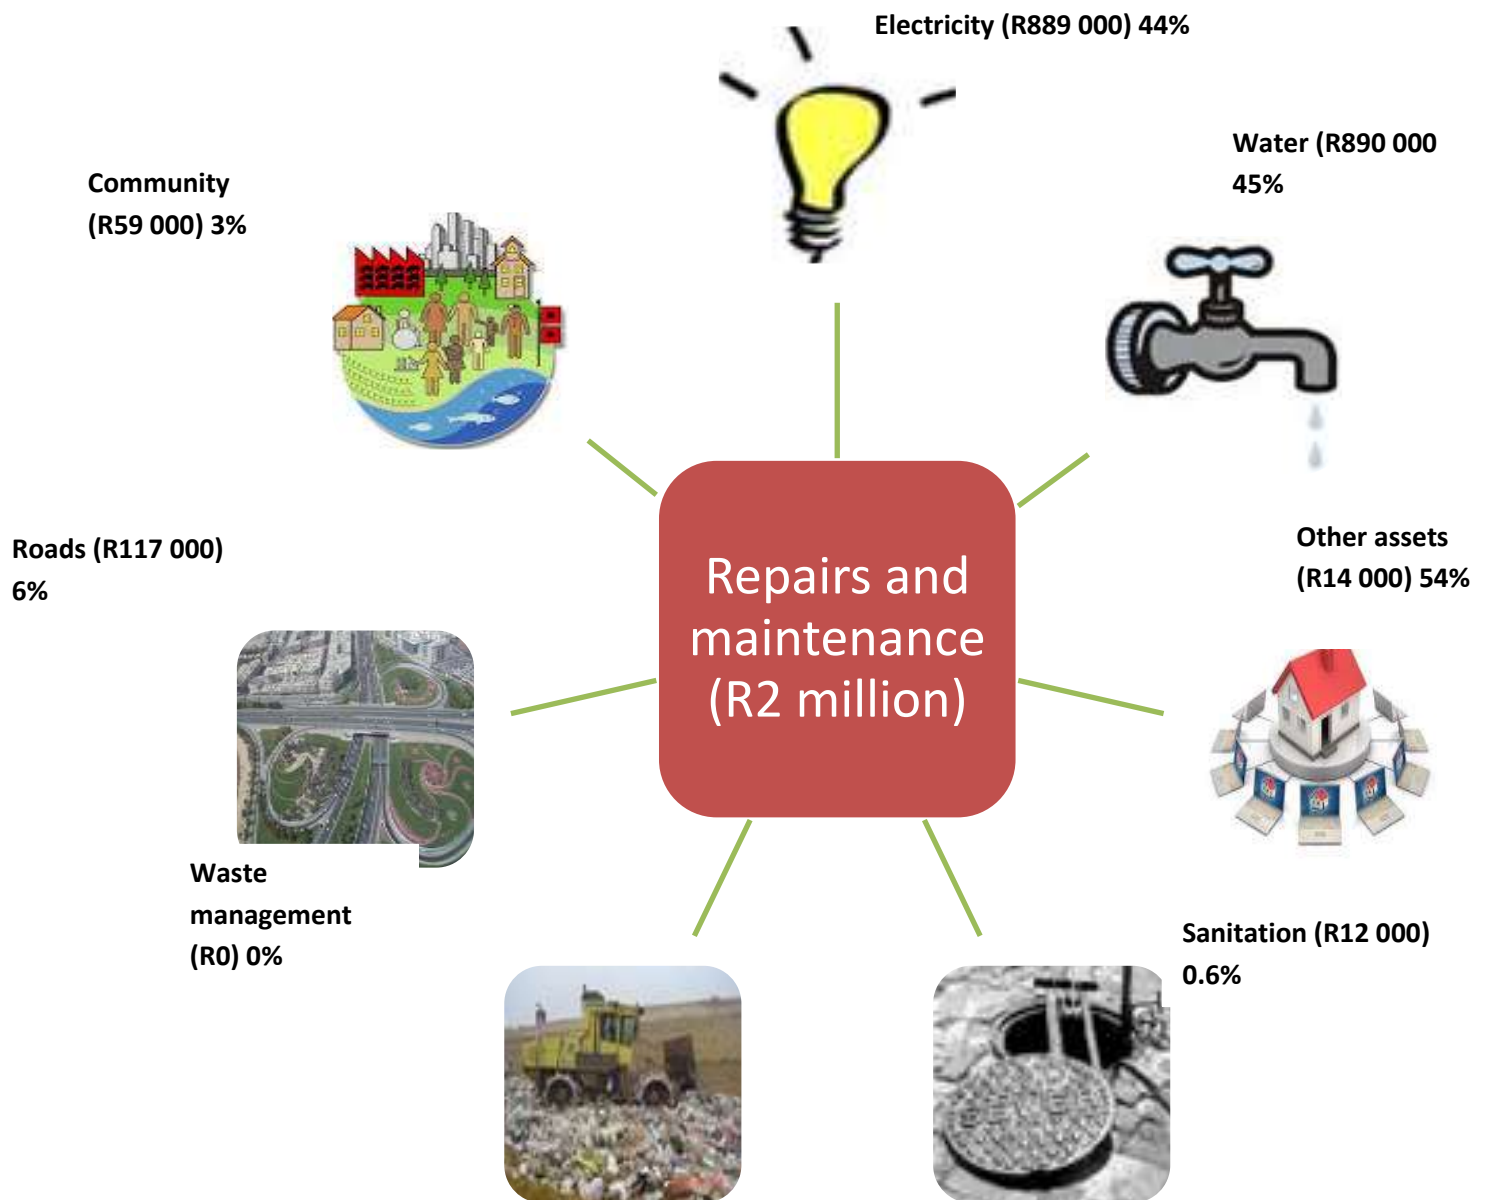 Electricity (R889 000) 44%
Water (R890 000
45%
Community
(R59 000) 3%
Roads (R117 000)
6%
Other assets
(R14 000) 54%
Repairs and
maintenance
(R2 million)
Waste
management
(R0) 0%
Sanitation (R12 000)
0.6%